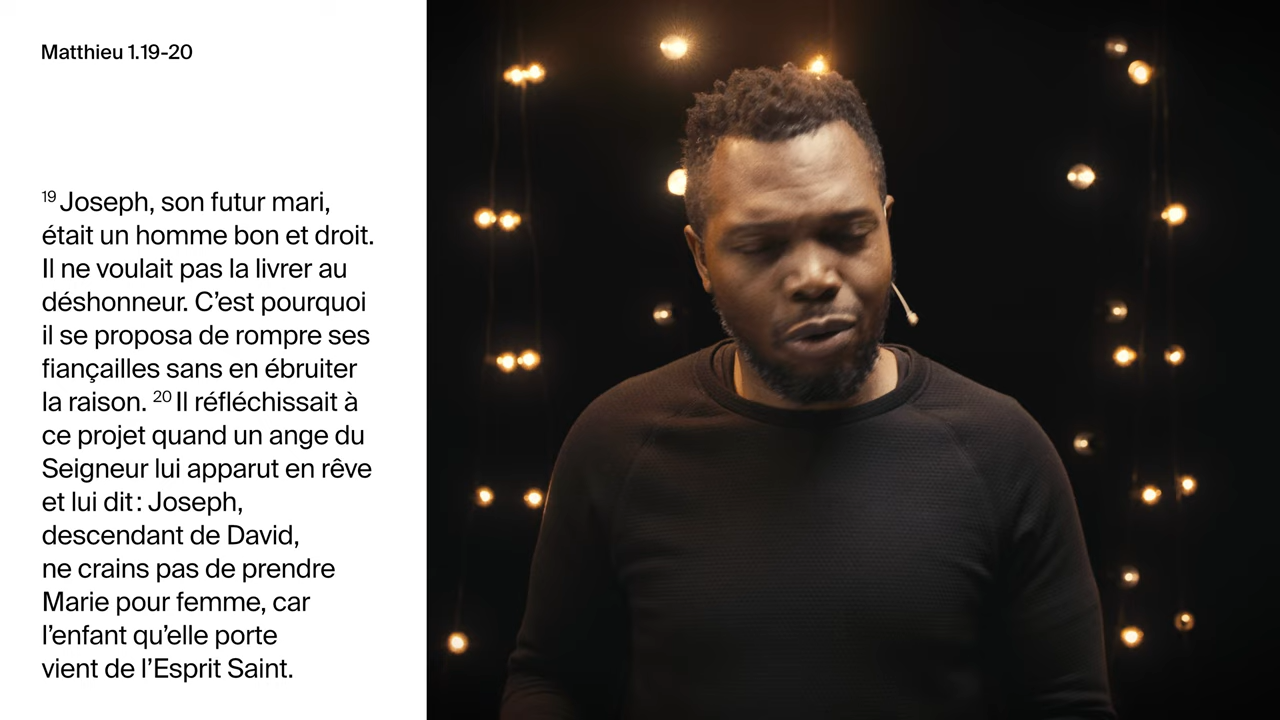 Matthieu 1.19-20
19 Joseph, son futur mari,
était un homme bon et droit.
Il ne voulait pas la livrer au
déshonneur. C’est pourquoi
il se proposa de rompre ses
fiançailles sans en ébruiter
la raison. 20 Il réfléchissait à
ce projet quand un ange du
Seigneur lui apparut en rêve
et lui dit : Joseph,
descendant de David,
ne crains pas de prendre
Marie pour femme, car
l’enfant qu’elle porte
vient de l’Esprit Saint.